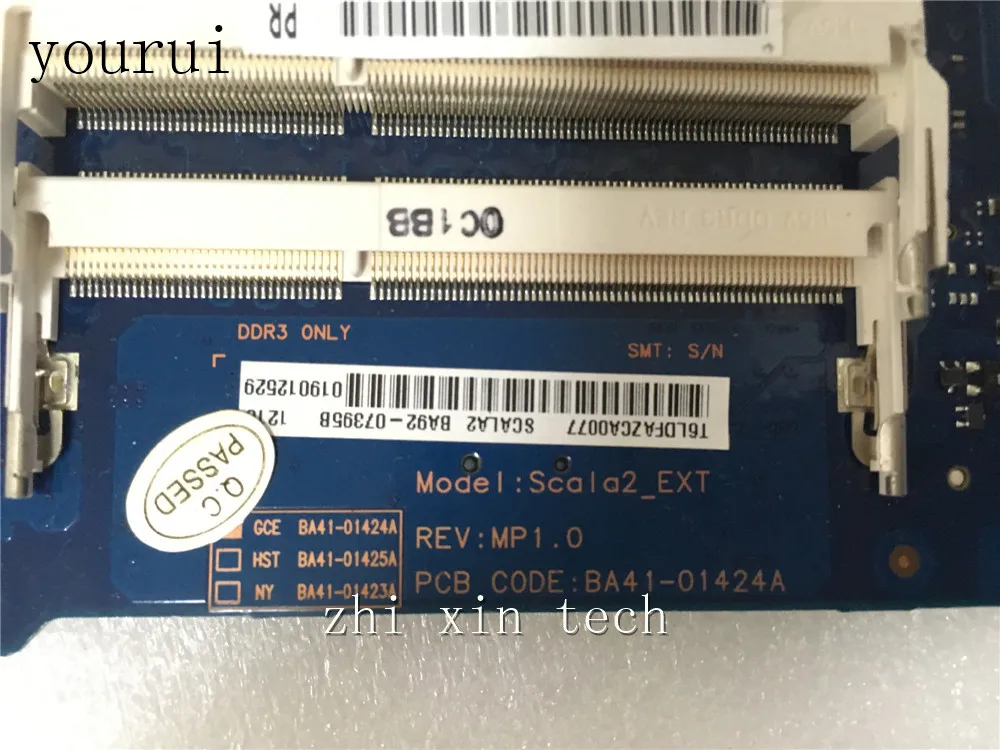 PR
yourui
0C1BB
DDR3 ONLY
SMT: S/N
T6LDFAZCA0077 SCALA2 BA92-07395B
019012529
Q.C
PASSED
Model:Scala2_EXT
GCE BA41-01424A
REV:MP1.0
HST BA41-01425A
PCB CODE:BA41-01424A
NY BA41-01423A
zhi xin tech